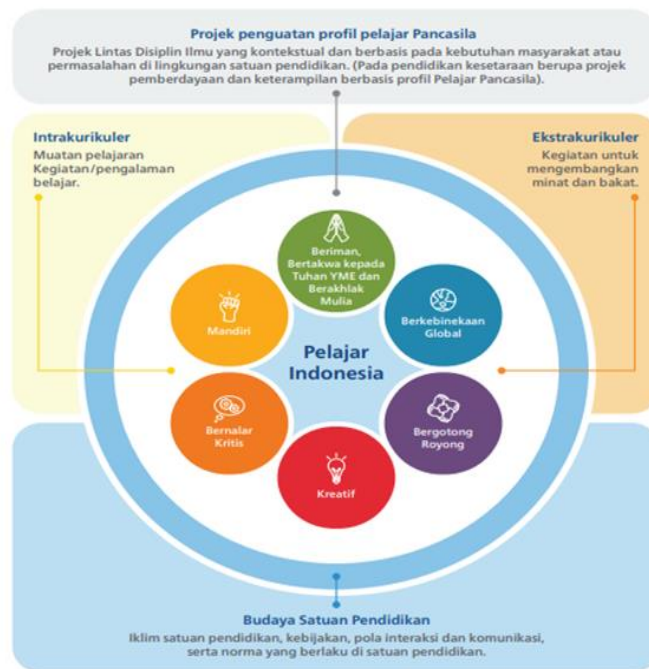 Projek penguatan profil pelajar Pancasila
Projek Lintas Disiplin Ilmu yang kontekstual dan berbasis pada kebutuhan masyarakat atau
permasalahan di lingkungan satuan pendidikan. (Pada pendidikan kesetaraan berupa projek
pemberdayaan dan keterampilan berbasis profil Pelajar Pancasila).
Intrakurikuler
Muatan pelajaran
Kegiatan/pengalaman
belajar.
Ekstrakurikuler
Kegiatan untuk
mengembangkan
minat dan bakat.
Beriman,
Bertakwa kepada
Tuhan YME dan
Berakhlak
Mulia
Mandiri
Berkebinekaan
Global
Pelajar
Indonesia
Bernalar
Kritis
Bergotong
Royong
Kreatif
Budaya Satuan Pendidikan
Iklim satuan pendidikan, kebijakan, pola interaksi dan komunikasi,
serta norma yang berlaku di satuan pendidikan.